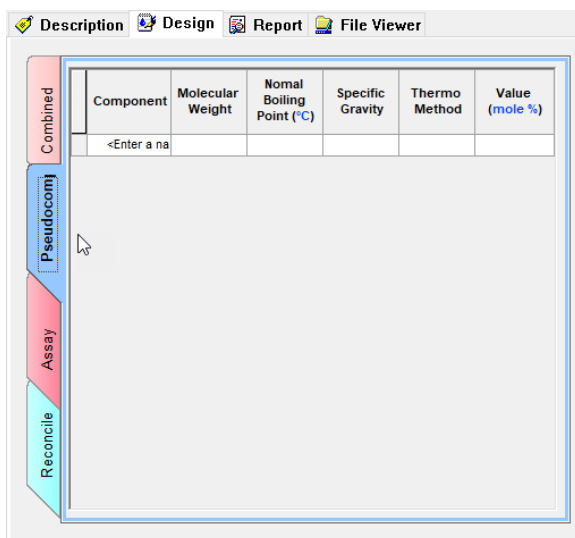 Description Design Report File Viewer
Combined
Pseudocom
Assay
Reconcile
Component Molecular Weight Nomal Boiling Point (°C) Specific Gravity Thermo Method Value (mole %)
<Enter a na